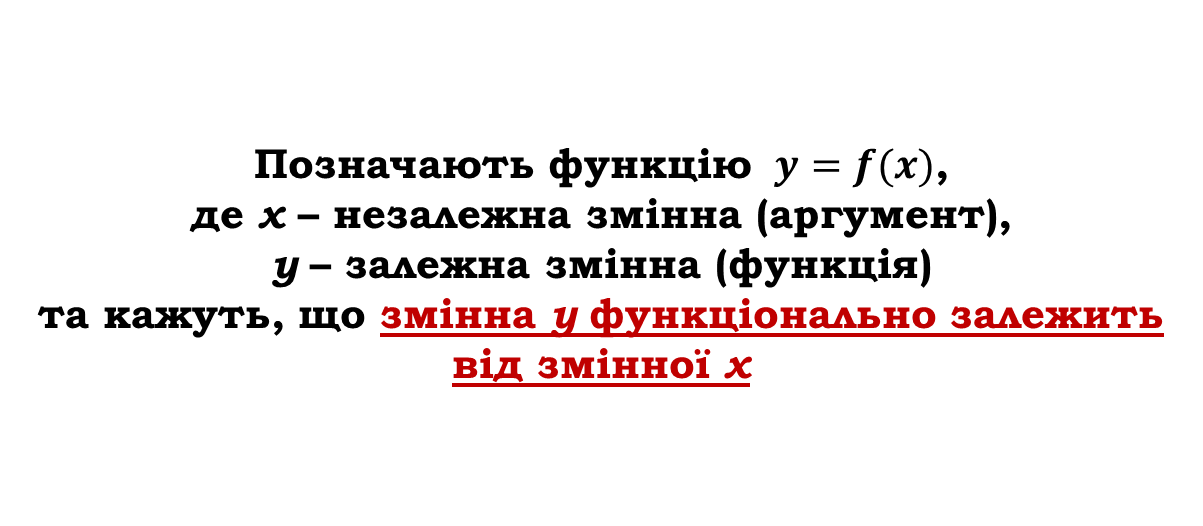 Позначають функцію y = f(x),
де x – незалежна змінна (аргумент),
y – залежна змінна (функція)
та кажуть, що змінна y функціонально залежить
від змінної x